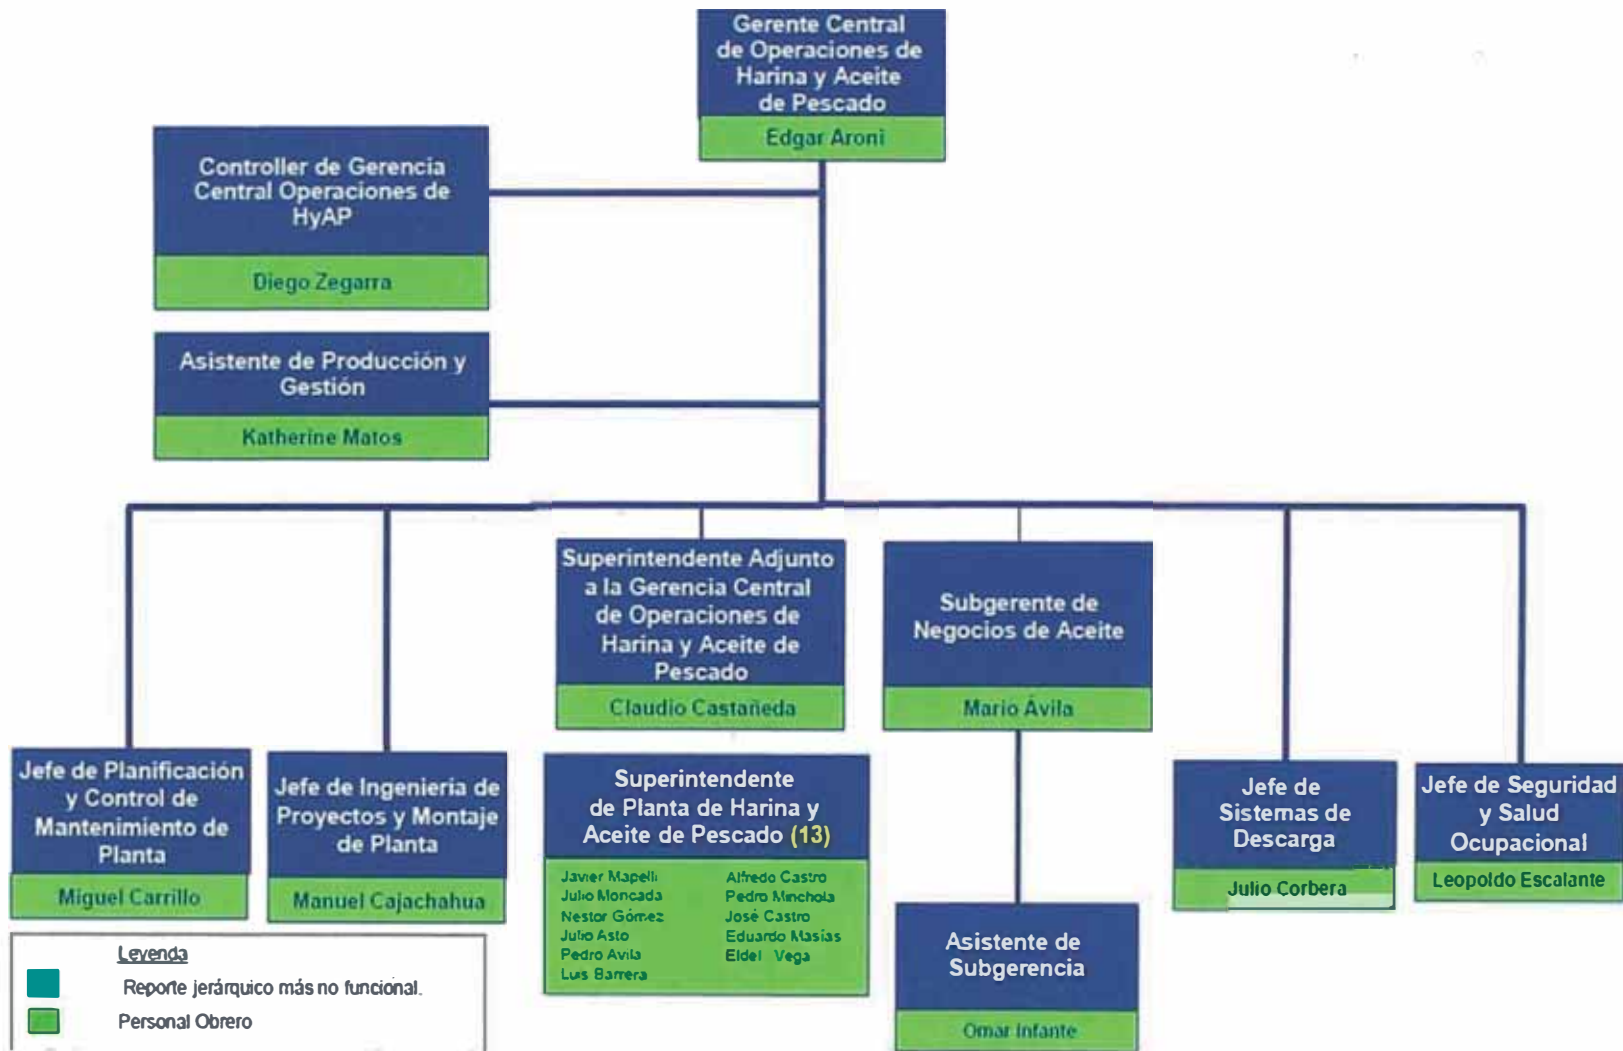 Gerente Central
de Operaciones de
Harina y Aceite
de Pescado
Edgar Aroni
Controller de Gerencia
Central Operaciones de
HyAP
Diego Zegarra
Asistente de Producción y
Gestión
Katherine Matos
Superintendente Adjunto
a la Gerencia Central
de Operaciones de
Harina y Aceite de
Pescado
Claudio Castañeda
Subgerente de
Negocios de Aceite
Mario Ávila
Jefe de Planificación
y Control de
Mantenimiento de
Planta
Miguel Carrillo
Jefe de Ingeniería de
Proyectos y Montaje
de Planta
Manuel Cajachahua
Superintendente
de Planta de Harina y
Aceite de Pescado (13)
Javier Mapelli
Julio Moncada
Nestor Gómez
Julio Asto
Pedro Avila
Luis Barrera
Alfredo Castro
Pedro Minchola
José Castro
Eduardo Masías
Eldel Vega
Asistente de
Subgerencia
Omar Infante
Jefe de
Sistemas de
Descarga
Julio Corbera
Jefe de Seguridad
y Salud
Ocupacional
Leopoldo Escalante
Leyenda
Reporte jerárquico más no funcional.
Personal Obrero